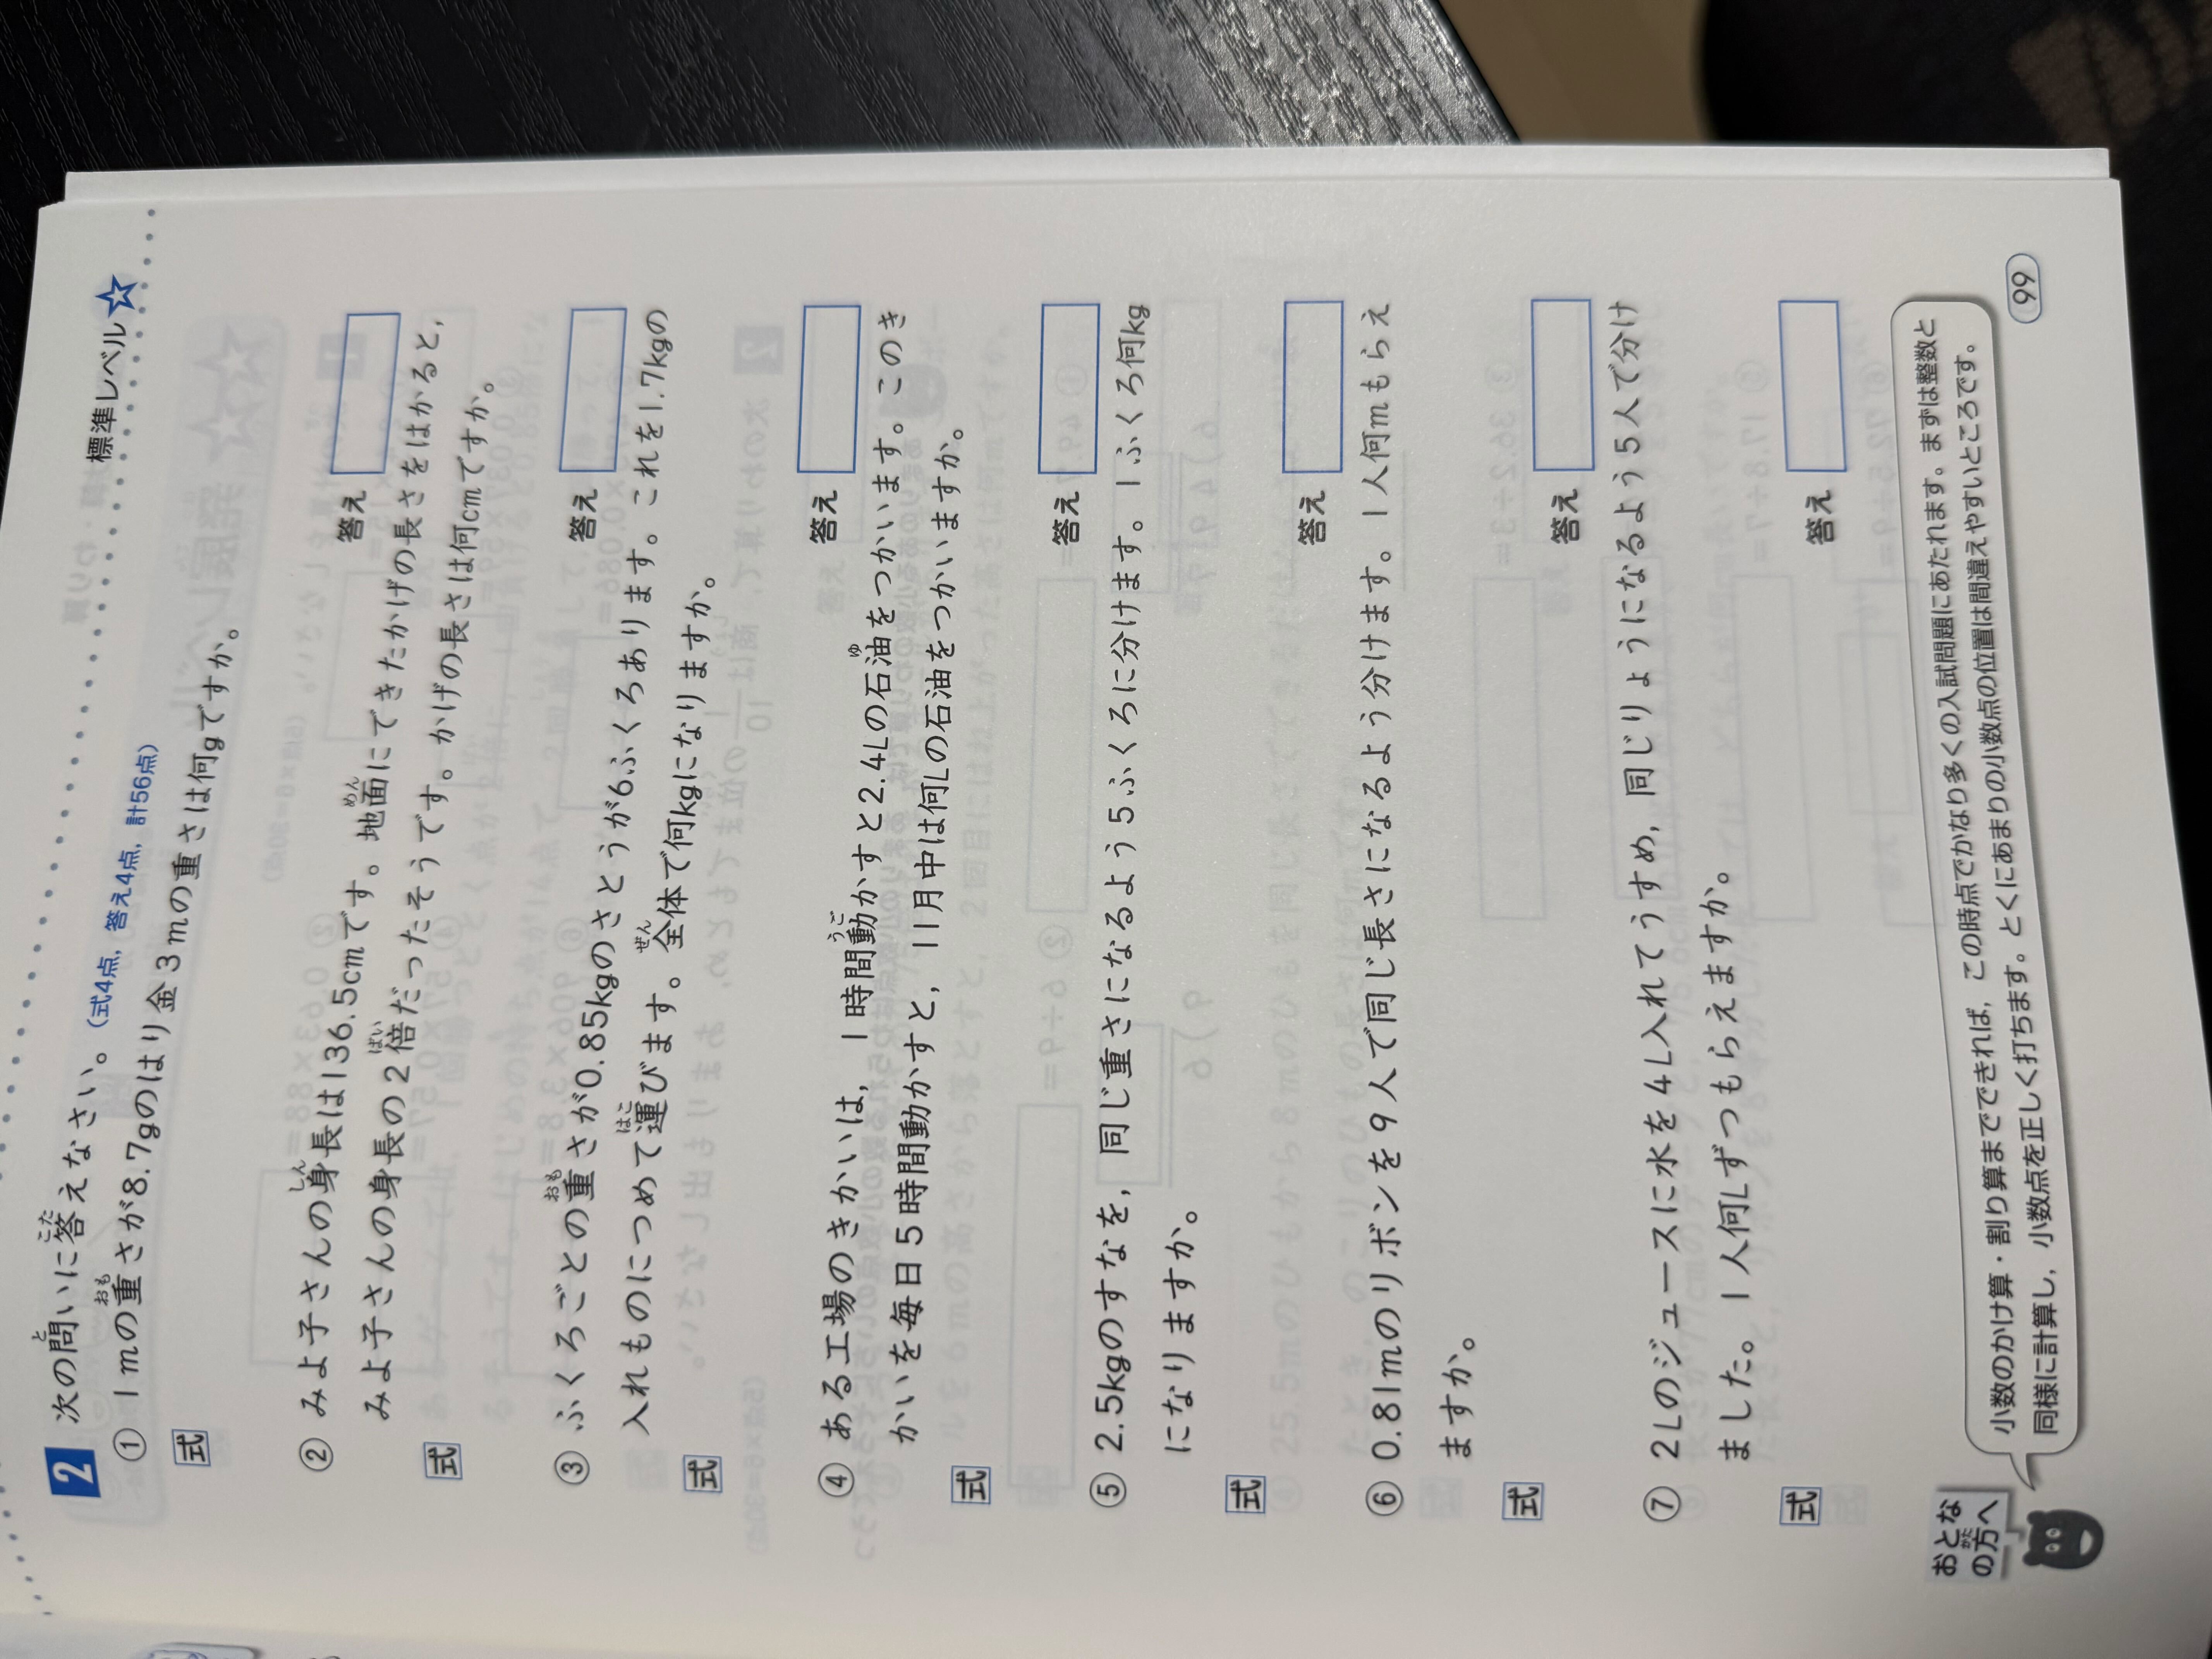 標準レベル
2 次の問いに答えなさい。（式4点，答え4点，計56点）
① 1mの重さが8.7gのはり金3mの重さは何gですか。
式
答え
② みよ子さんの身長は136.5cmです。地面にできたかげの長さをはかると，
みよ子さんの身長の2倍だったそうです。かげの長さは何cmですか。
式
答え
③ ふくろごとの重さが0.85kgのさとうが6ふくろあります。これを1.7kgの
入れものにつめて運びます。全体で何kgになりますか。
式
答え
④ ある工場のきかいは，1時間動かすと2.4Lの石油をつかいます。このき
かいを毎日5時間動かすと，11月中は何Lの石油をつかいますか。
式
答え
⑤ 2.5kgのすなを，同じ重さになるよう5ふくろに分けます。1ふくろ何kg
になりますか。
式
答え
⑥ 0.81mのリボンを9人で同じ長さになるよう分けます。1人何mもらえ
ますか。
式
答え
⑦ 2Lのジュースに水を4L入れてうすめ，同じりょうになるよう5人で分け
ました。1人何Lずつもらえますか。
式
答え
おとな
の方へ
小数のかけ算・割り算までできれば，この時点でかなり多くの入試問題にあたれます。まずは整数と
同様に計算し，小数点を正しく打ちます。とくにあまりの小数点の位置は間違えやすいところです。
99